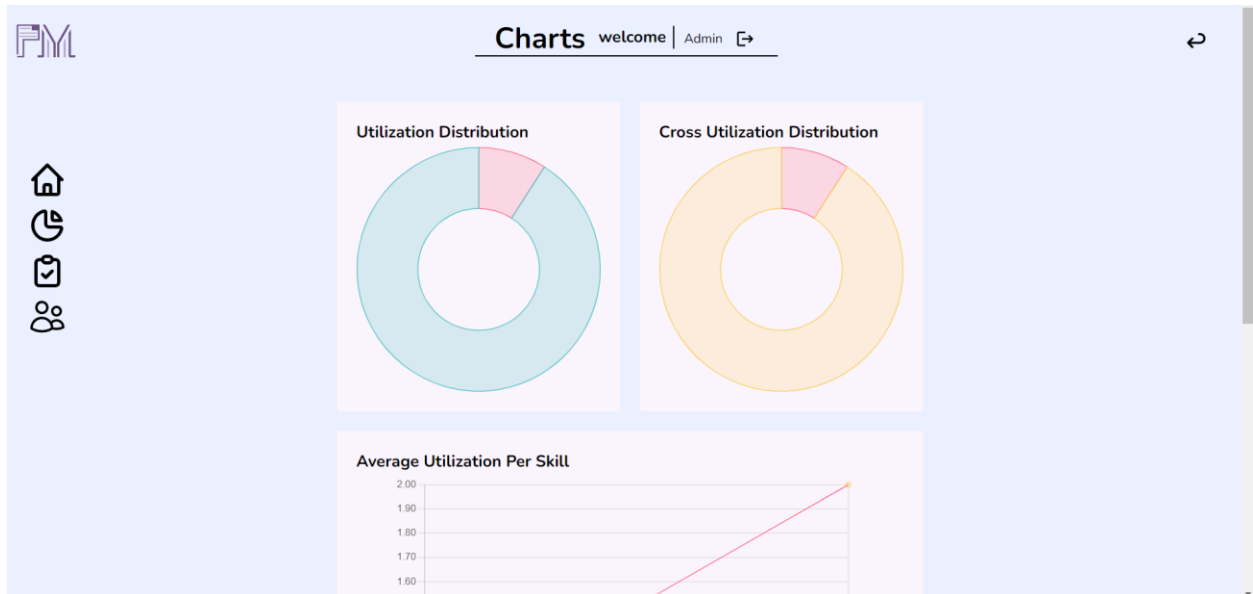 PM
Charts welcome | Admin
Utilization Distribution
Cross Utilization Distribution
Average Utilization Per Skill
2.00
1.90
1.80
1.70
1.60